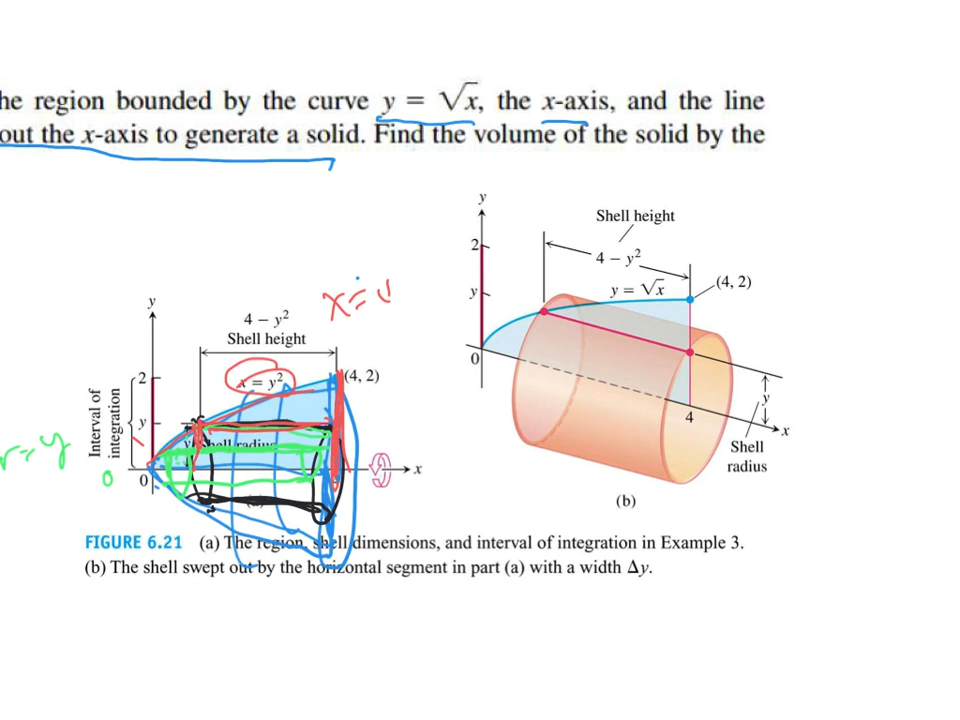 he region bounded by the curve y = √x, the x-axis, and the line
out the x-axis to generate a solid. Find the volume of the solid by the
y
Shell height
2
4 – y²
y = √x
(4, 2)
y
0
4
y
x
Shell
radius
(b)
x =
y
4 – y²
Shell height
2
x = y²
(4, 2)
Interval of
integration
y
y
Shell radius
r = y
0
0
x
FIGURE 6.21 (a) The region, shell dimensions, and interval of integration in Example 3.
(b) The shell swept out by the horizontal segment in part (a) with a width Δy.